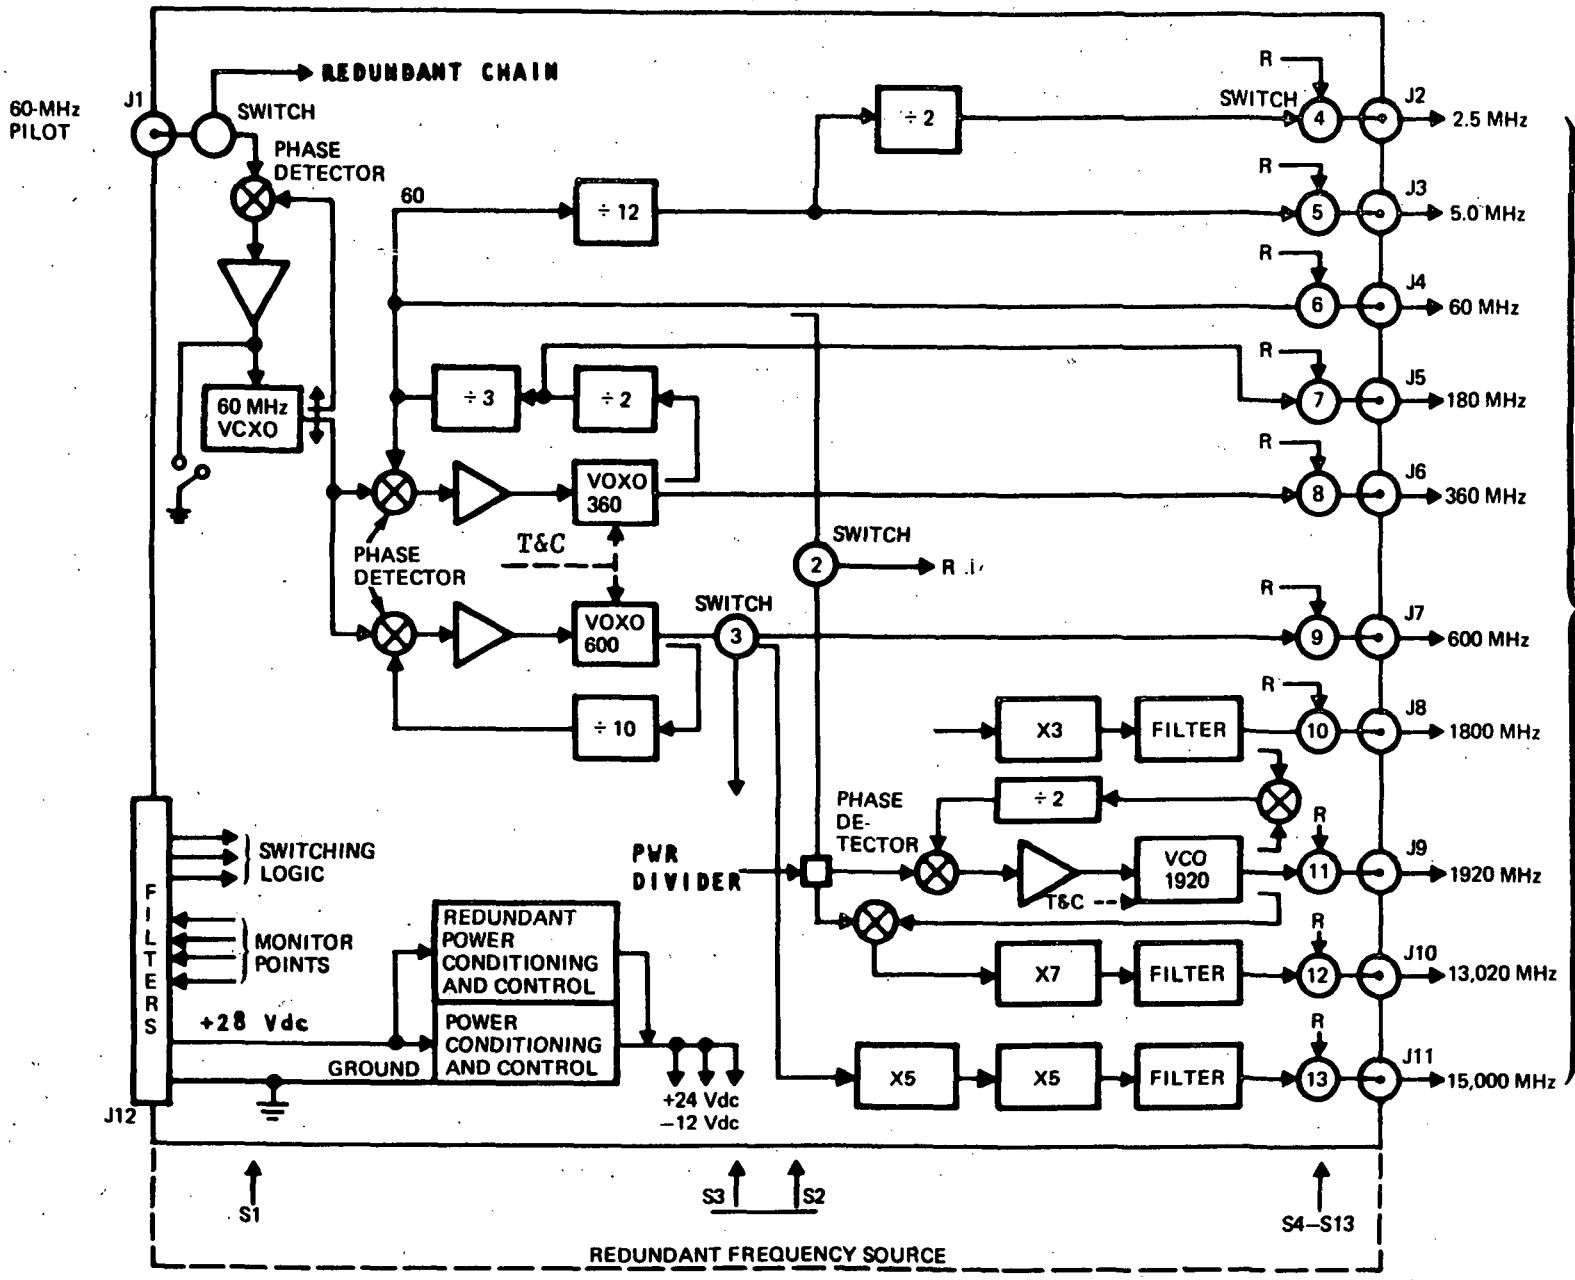 REDUNDANT CHAIN
60-MHz
PILOT
J1
SWITCH
PHASE
DETECTOR
60
÷ 12
÷ 2
SWITCH
R
4
J2
2.5 MHz
R
5
J3
5.0 MHz
R
6
J4
60 MHz
60 MHz
VCXO
÷ 3
÷ 2
R
7
J5
180 MHz
VOXO
360
R
8
J6
360 MHz
PHASE
DETECTOR
T&C
SWITCH
2
R
VOXO
600
SWITCH
3
R
9
J7
600 MHz
÷ 10
X3
FILTER
R
10
J8
1800 MHz
PHASE
DE-
TECTOR
÷ 2
PWR
DIVIDER
VCO
1920
T&C
R
11
J9
1920 MHz
X7
FILTER
R
12
J10
13,020 MHz
X5
X5
FILTER
R
13
J11
15,000 MHz
FILTERS
SWITCHING
LOGIC
MONITOR
POINTS
+28 Vdc
GROUND
J12
REDUNDANT
POWER
CONDITIONING
AND CONTROL
POWER
CONDITIONING
AND CONTROL
+24 Vdc
−12 Vdc
S1
S3
S2
S4–S13
REDUNDANT FREQUENCY SOURCE